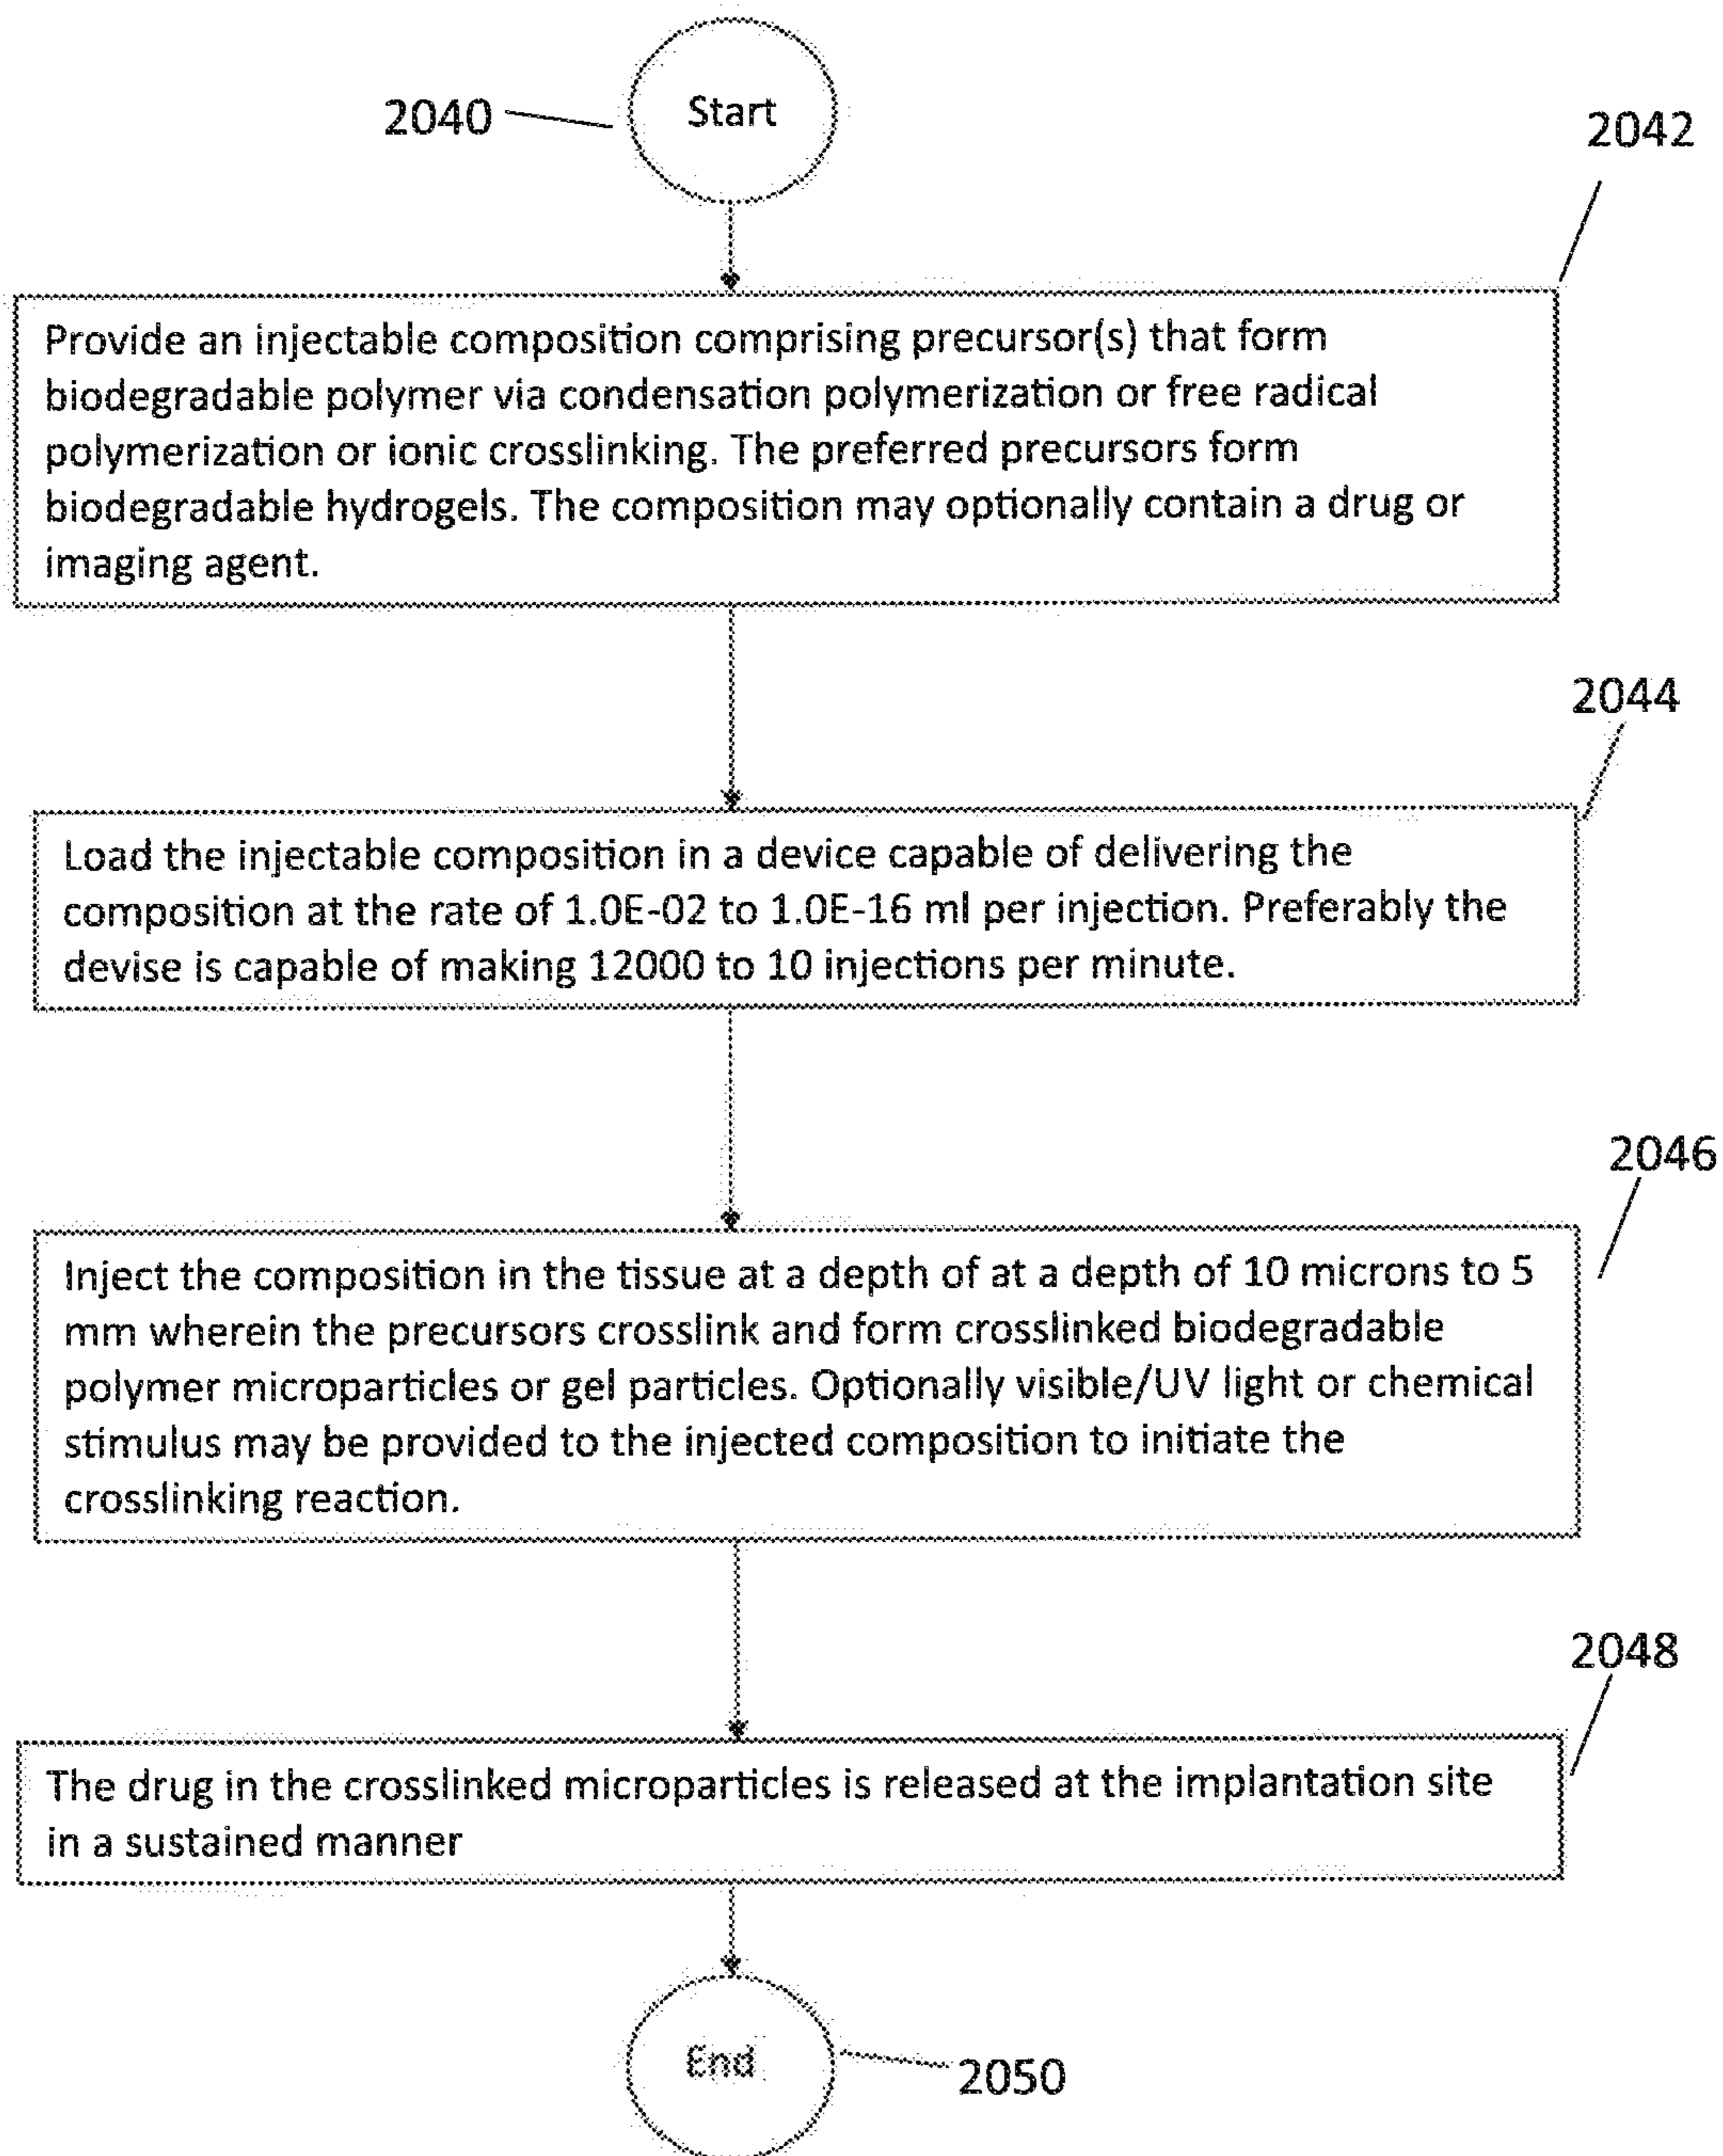 Start
2040
2042
Provide an injectable composition comprising precursor(s) that form
biodegradable polymer via condensation polymerization or free radical
polymerization or ionic crosslinking. The preferred precursors form
biodegradable hydrogels. The composition may optionally contain a drug or
imaging agent.
2044
Load the injectable composition in a device capable of delivering the
composition at the rate of 1.0E-02 to 1.0E-16 ml per injection. Preferably the
devise is capable of making 12000 to 10 injections per minute.
2046
Inject the composition in the tissue at a depth of at a depth of 10 microns to 5
mm wherein the precursors crosslink and form crosslinked biodegradable
polymer microparticles or gel particles. Optionally visible/UV light or chemical
stimulus may be provided to the injected composition to initiate the
crosslinking reaction.
2048
The drug in the crosslinked microparticles is released at the implantation site
in a sustained manner
End
2050